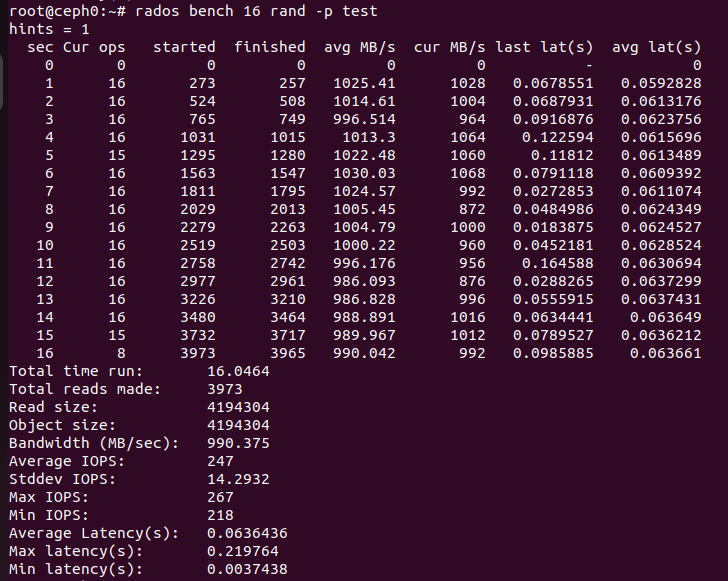 root@ceph0:~# rados bench 16 rand -p test
hints = 1
sec Cur ops started finished avg MB/s cur MB/s last lat(s) avg lat(s)
0 0 0 0 0 0 - 0
1 16 273 257 1025.41 1028 0.0678551 0.0592828
2 16 524 508 1014.61 1004 0.0687931 0.0613176
3 16 765 749 996.514 964 0.0916876 0.0623756
4 16 1031 1015 1013.3 1064 0.122594 0.0615696
5 15 1295 1280 1022.48 1060 0.11812 0.0613489
6 16 1563 1547 1030.03 1068 0.0791118 0.0609392
7 16 1811 1795 1024.57 992 0.0272853 0.0611074
8 16 2029 2013 1005.45 872 0.0484986 0.0624349
9 16 2279 2263 1004.79 1000 0.0183875 0.0624527
10 16 2519 2503 1000.22 960 0.0452181 0.0628524
11 16 2758 2742 996.176 956 0.164588 0.0630694
12 16 2977 2961 986.093 876 0.0288265 0.0637299
13 16 3226 3210 986.828 996 0.0555915 0.0637431
14 16 3480 3464 988.891 1016 0.0634441 0.063649
15 15 3732 3717 989.967 1012 0.0789527 0.0636212
16 8 3973 3965 990.042 992 0.0985885 0.063661
Total time run: 16.0464
Total reads made: 3973
Read size: 4194304
Object size: 4194304
Bandwidth (MB/sec): 990.375
Average IOPS: 247
Stddev IOPS: 14.2932
Max IOPS: 267
Min IOPS: 218
Average Latency(s): 0.0636436
Max latency(s): 0.219764
Min latency(s): 0.0037438